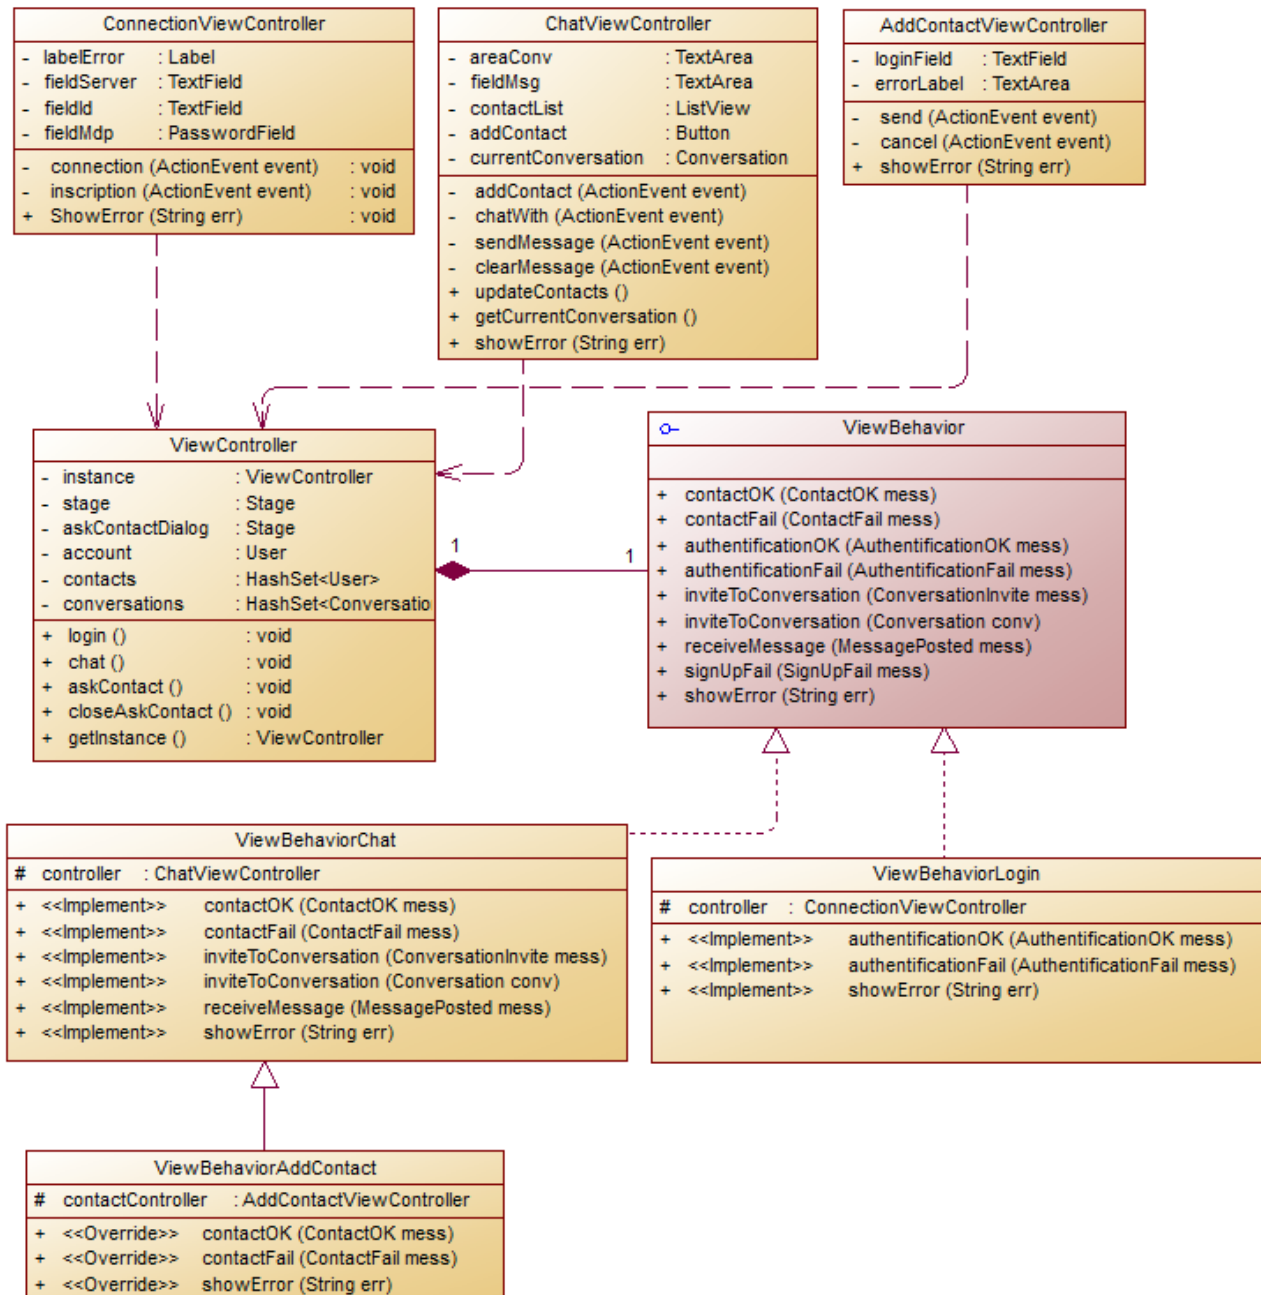 ConnectionViewController
- labelError : Label
- fieldServer : TextField
- fieldId : TextField
- fieldMdp : PasswordField
- connection (ActionEvent event) : void
- inscription (ActionEvent event) : void
+ ShowError (String err) : void
ChatViewController
- areaConv : TextArea
- fieldMsg : TextArea
- contactList : ListView
- addContact : Button
- currentConversation : Conversation
- addContact (ActionEvent event)
- chatWith (ActionEvent event)
- sendMessage (ActionEvent event)
- clearMessage (ActionEvent event)
+ updateContacts ()
+ getCurrentConversation ()
+ showError (String err)
AddContactViewController
- loginField : TextField
- errorLabel : TextArea
- send (ActionEvent event)
- cancel (ActionEvent event)
+ showError (String err)
ViewController
- instance : ViewController
- stage : Stage
- askContactDialog : Stage
- account : User
- contacts : HashSet<User>
- conversations : HashSet<Conversatio
+ login () : void
+ chat () : void
+ askContact () : void
+ closeAskContact () : void
+ getInstance () : ViewController
1
1
ViewBehavior
+ contactOK (ContactOK mess)
+ contactFail (ContactFail mess)
+ authentificationOK (AuthentificationOK mess)
+ authentificationFail (AuthentificationFail mess)
+ inviteToConversation (ConversationInvite mess)
+ inviteToConversation (Conversation conv)
+ receiveMessage (MessagePosted mess)
+ signUpFail (SignUpFail mess)
+ showError (String err)
ViewBehaviorChat
# controller : ChatViewController
+ <<Implement>> contactOK (ContactOK mess)
+ <<Implement>> contactFail (ContactFail mess)
+ <<Implement>> inviteToConversation (ConversationInvite mess)
+ <<Implement>> inviteToConversation (Conversation conv)
+ <<Implement>> receiveMessage (MessagePosted mess)
+ <<Implement>> showError (String err)
ViewBehaviorLogin
# controller : ConnectionViewController
+ <<Implement>> authentificationOK (AuthentificationOK mess)
+ <<Implement>> authentificationFail (AuthentificationFail mess)
+ <<Implement>> showError (String err)
ViewBehaviorAddContact
# contactController : AddContactViewController
+ <<Override>> contactOK (ContactOK mess)
+ <<Override>> contactFail (ContactFail mess)
+ <<Override>> showError (String err)